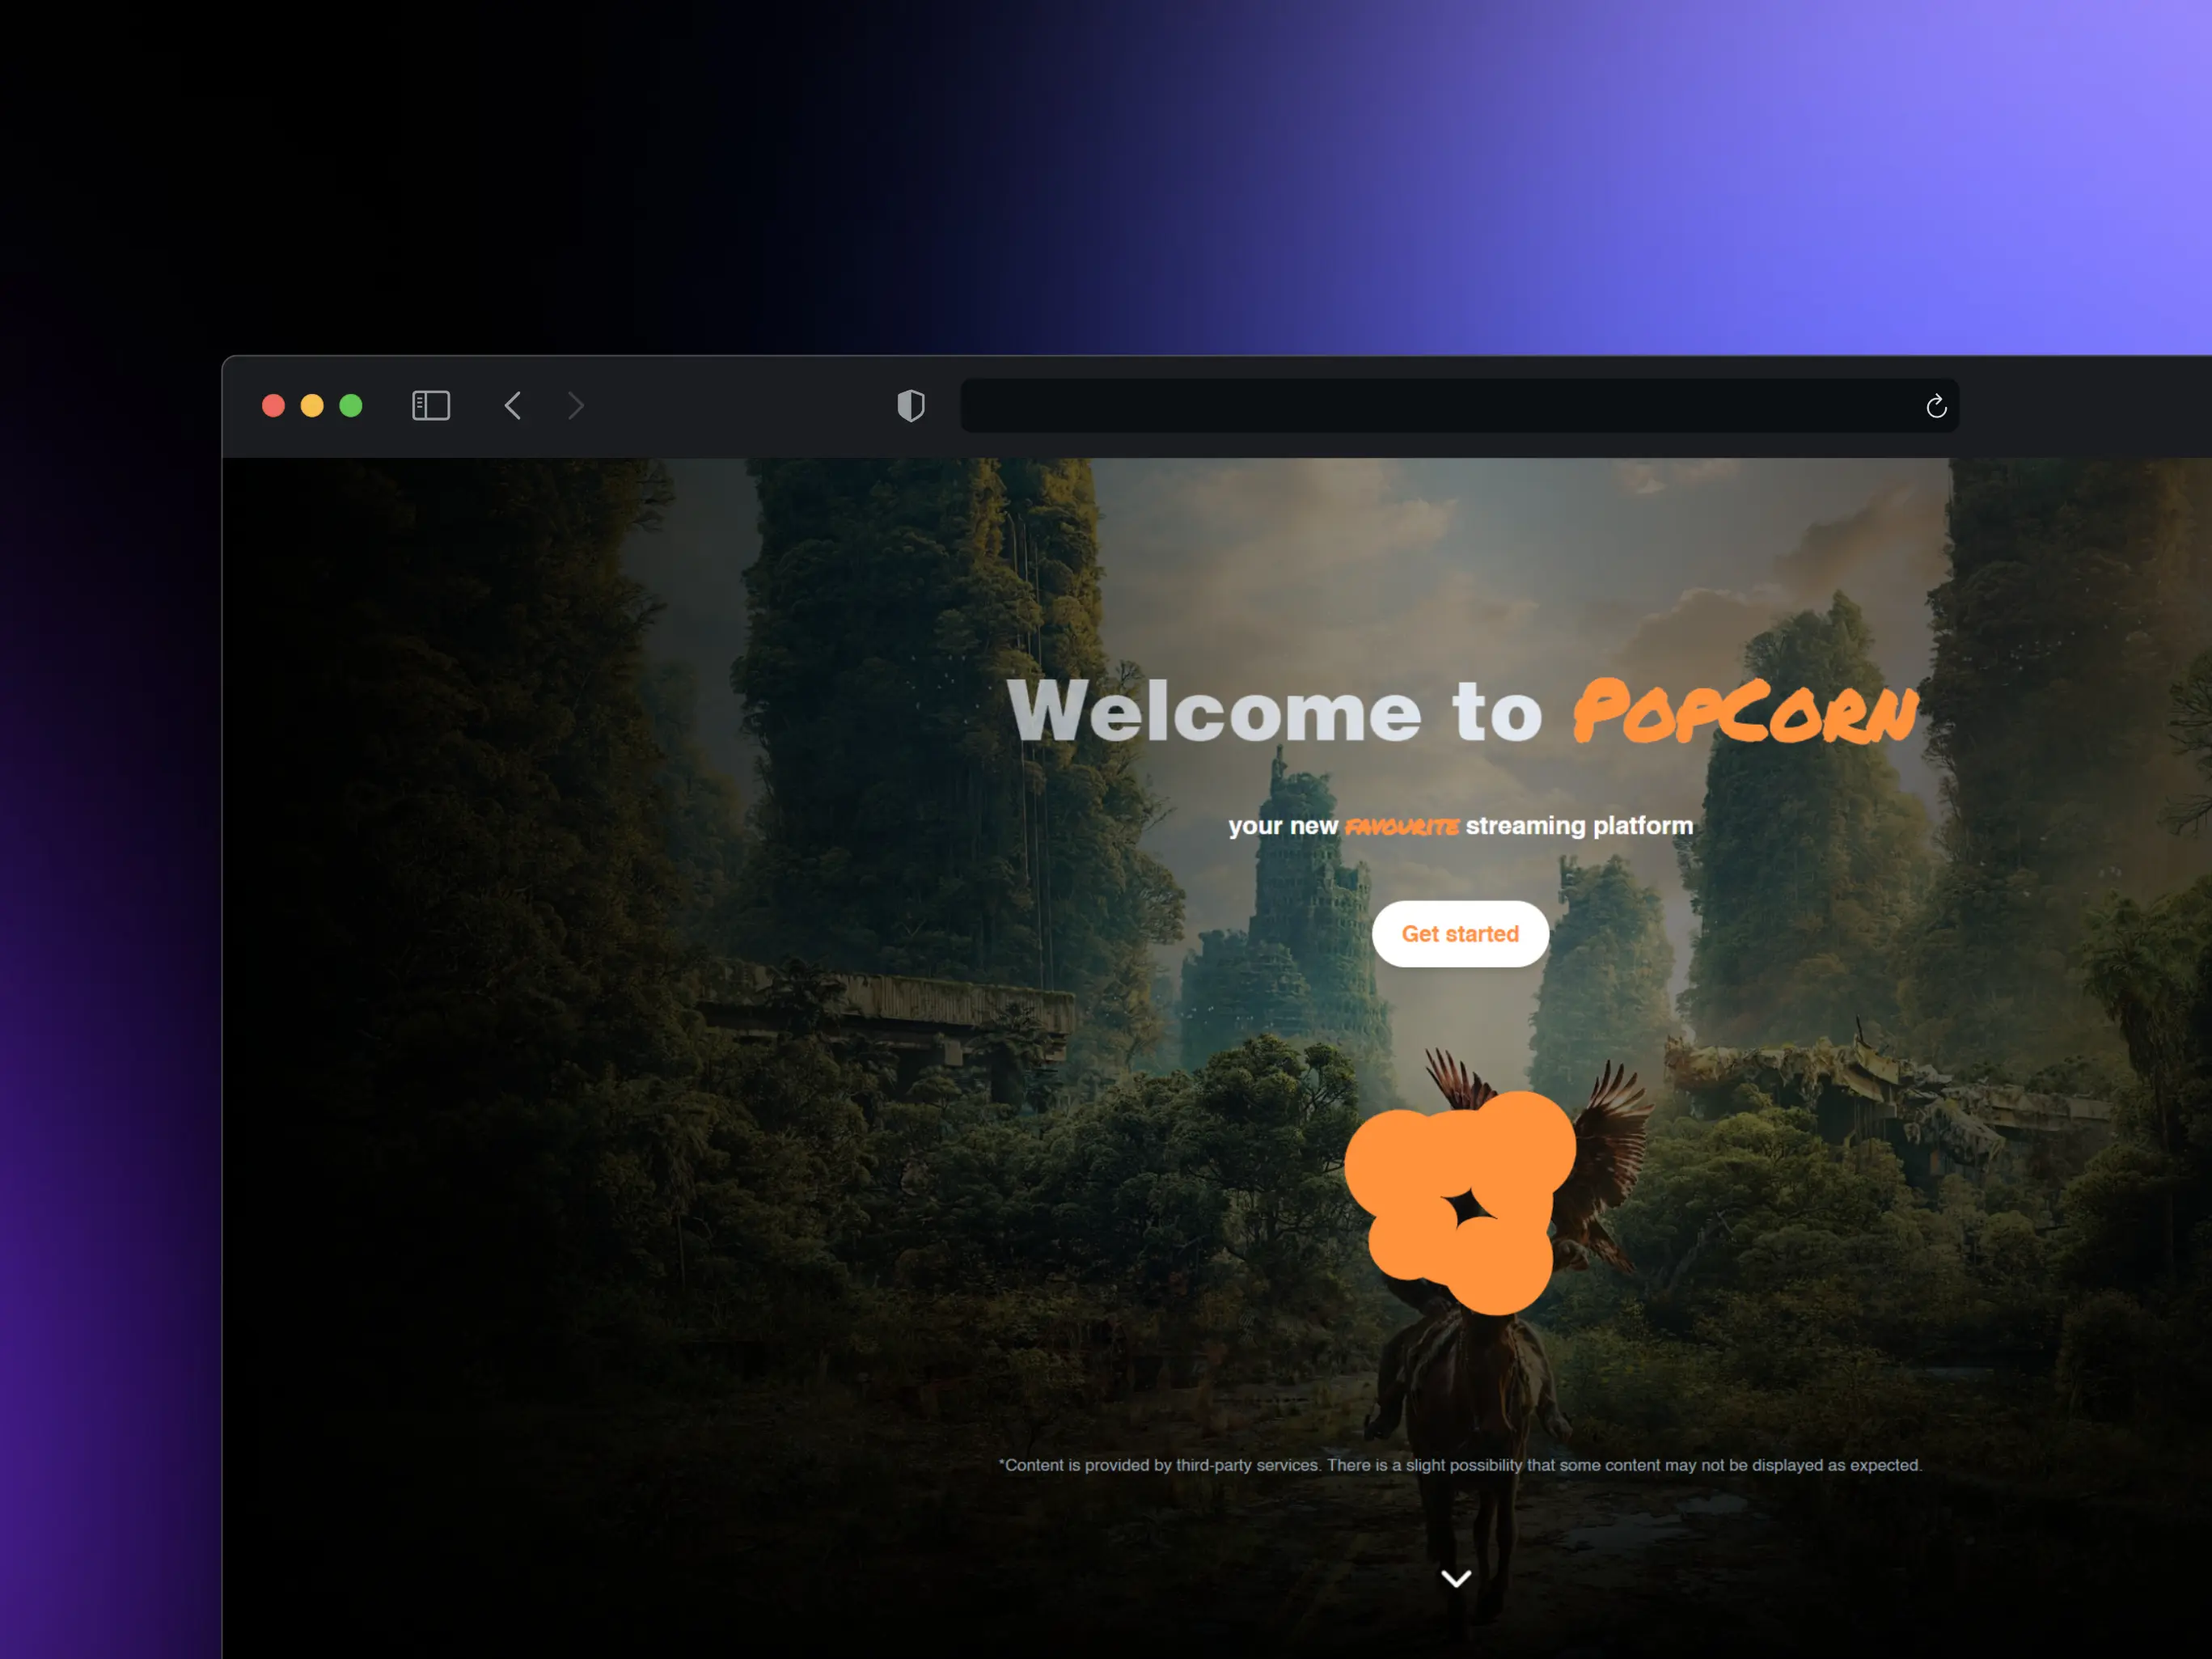 Welcome to PopCorn
your new favourite streaming platform
Get started
*Content is provided by third-party services. There is a slight possibility that some content may not be displayed as expected.